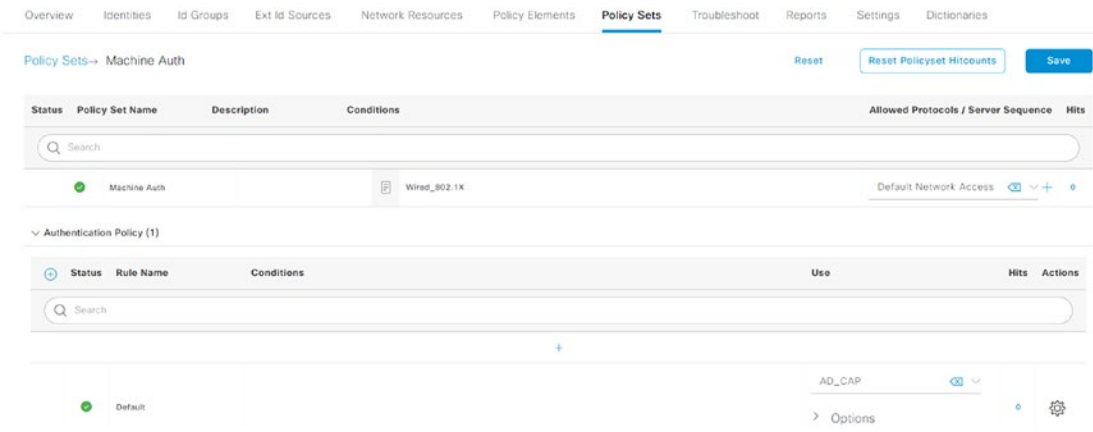 Overview Identities Id Groups Ext Id Sources Network Resources Policy Elements Policy Sets Troubleshoot Reports Settings Dictionaries
Policy Sets→ Machine Auth Reset Reset Policyset Hitcounts Save
Status Policy Set Name Description Conditions Allowed Protocols / Server Sequence Hits
Search
Machine Auth Wired_802.1X Default Network Access + 0
Authentication Policy (1)
+ Status Rule Name Conditions Use Hits Actions
Search
+
AD_CAP
Default 0
> Options